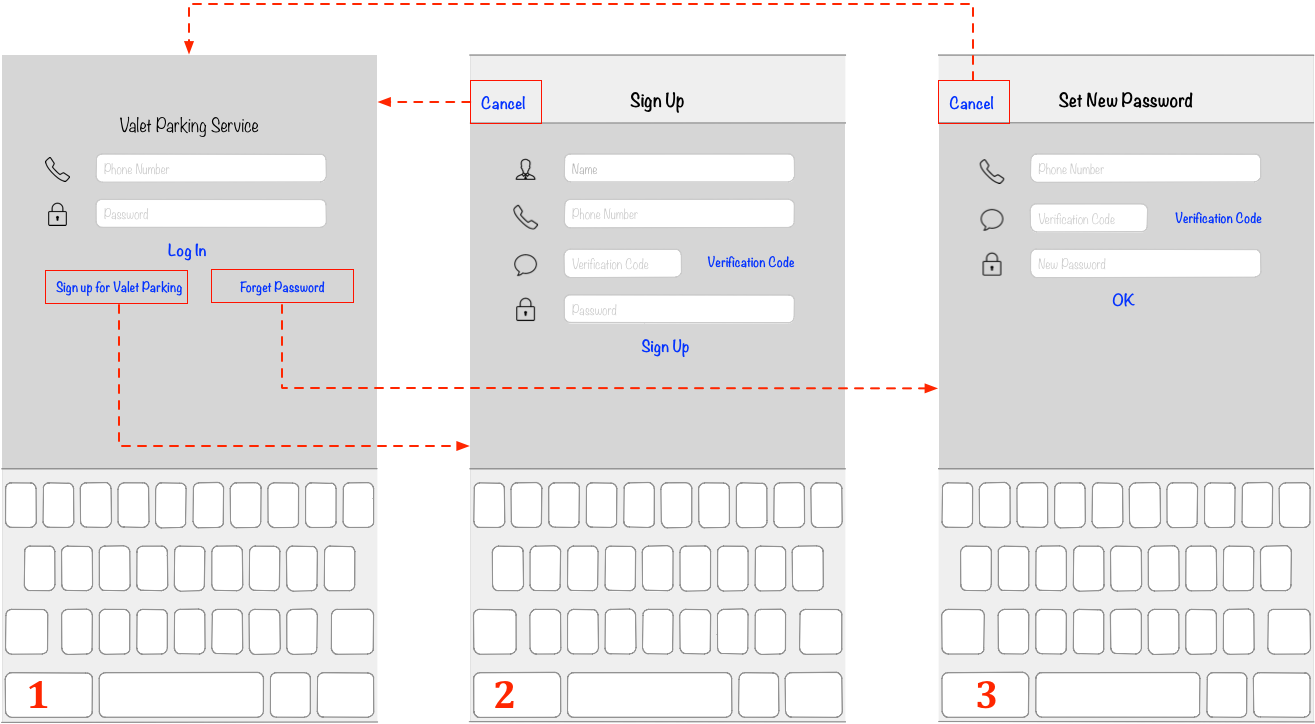 Valet Parking Service
Phone Number
Password
Log In
Sign up for Valet Parking
Forget Password
1
Cancel
Sign Up
Name
Phone Number
Verification Code
Verification Code
Password
Sign Up
2
Cancel
Set New Password
Phone Number
Verification Code
Verification Code
New Password
OK
3